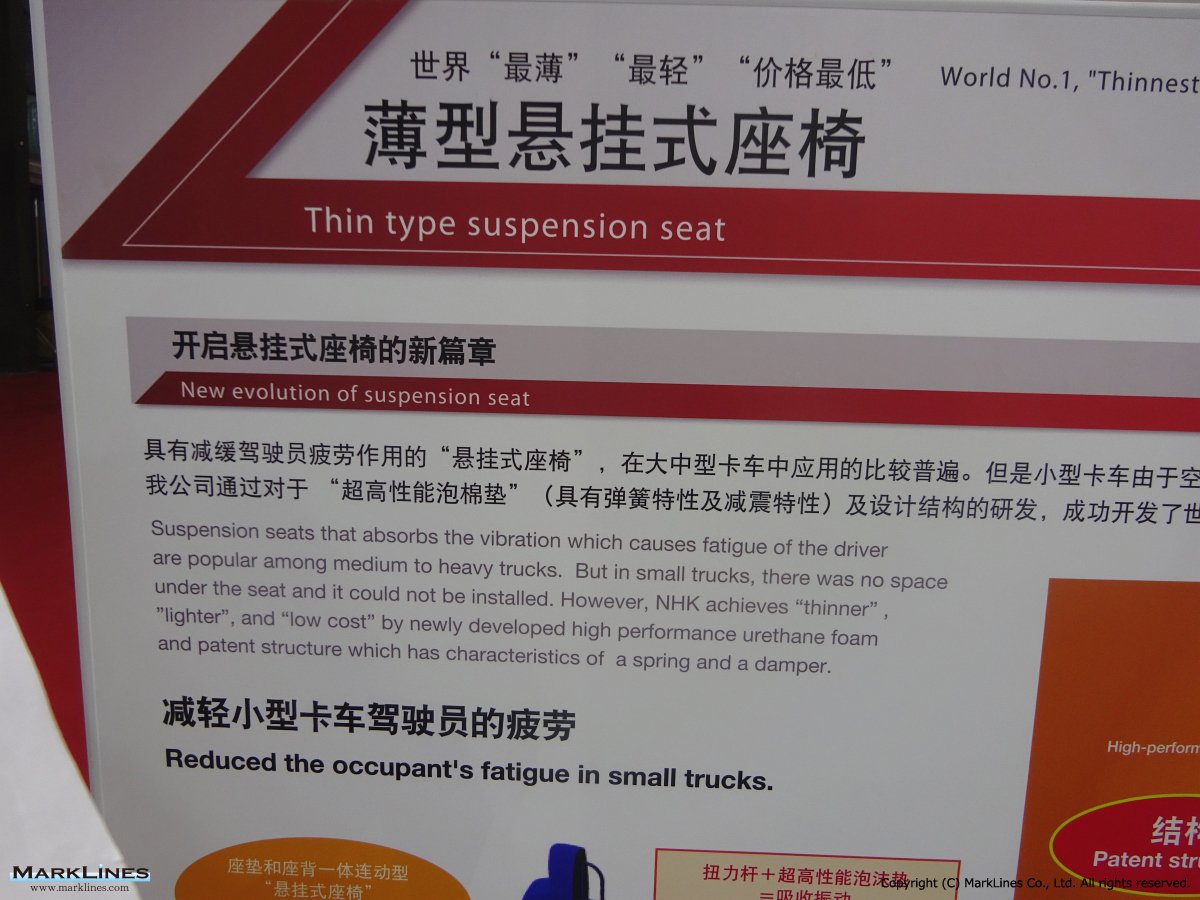 世界“最薄” “最轻” “价格最低” World No.1, "Thinnest
薄型悬挂式座椅
Thin type suspension seat
开启悬挂式座椅的新篇章
New evolution of suspension seat
具有减缓驾驶员疲劳作用的“悬挂式座椅”，在大中型卡车中应用的比较普遍。但是小型卡车由于空
我公司通过对于 “超高性能泡棉垫”（具有弹簧特性及减震特性）及设计结构的研发，成功开发了世
Suspension seats that absorbs the vibration which causes fatigue of the driver
are popular among medium to heavy trucks. But in small trucks, there was no space
under the seat and it could not be installed. However, NHK achieves “thinner” ,
”lighter”, and “low cost” by newly developed high performance urethane foam
and patent structure which has characteristics of a spring and a damper.
减轻小型卡车驾驶员的疲劳
Reduced the occupant's fatigue in small trucks.
High-perform
结构
Patent stru
座垫和座背一体连动型
“悬挂式座椅”
扭力杆＋超高性能泡沫垫
＝吸收振动
MARKLINES
www.marklines.com
Copyright (C) MarkLines Co., Ltd. All rights reserved.